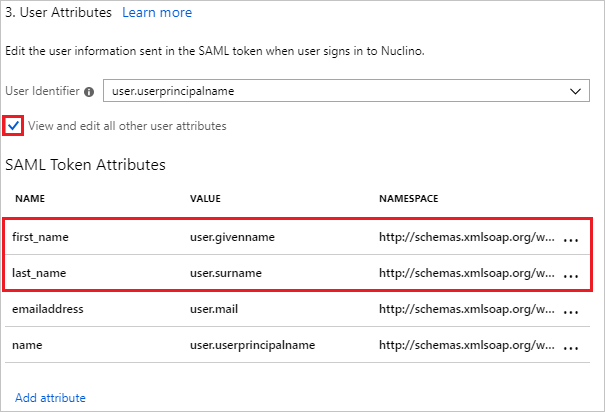 3. User Attributes Learn more
Edit the user information sent in the SAML token when user signs in to Nuclino.
User Identifier user.userprincipalname
View and edit all other user attributes
SAML Token Attributes
NAME VALUE NAMESPACE
first_name user.givenname http://schemas.xmlsoap.org/w... ...
last_name user.surname http://schemas.xmlsoap.org/w... ...
emailaddress user.mail http://schemas.xmlsoap.org/w... ...
name user.userprincipalname http://schemas.xmlsoap.org/w... ...
Add attribute